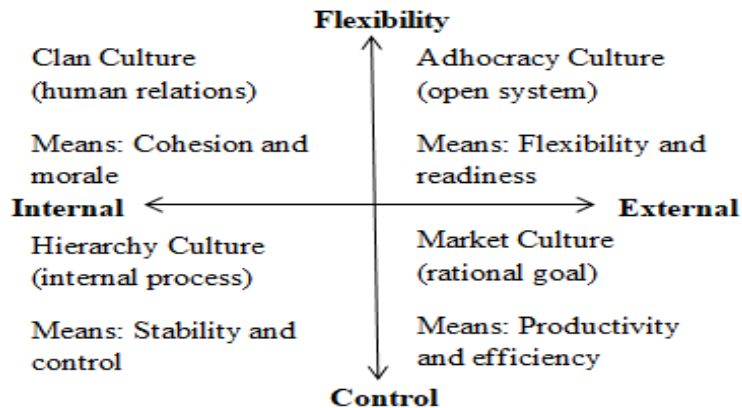 Flexibility
Clan Culture
(human relations)
Means: Cohesion and
morale
Adhocracy Culture
(open system)
Means: Flexibility and
readiness
Internal
External
Hierarchy Culture
(internal process)
Means: Stability and
control
Market Culture
(rational goal)
Means: Productivity
and efficiency
Control